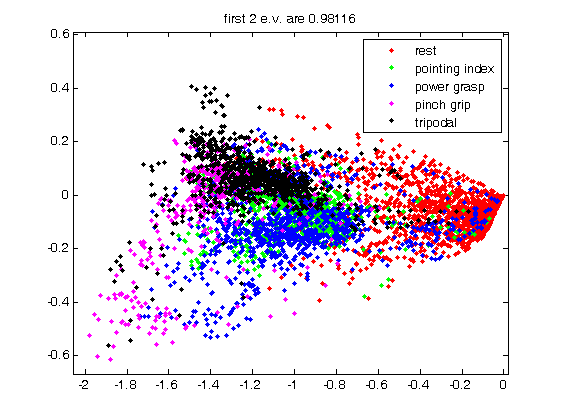 first 2 e.v. are 0.98116
0.6
0.4
0.2
0
-0.2
-0.4
-0.6
rest
pointing index
power grasp
pinch grip
tripodal
-2 -1.8 -1.6 -1.4 -1.2 -1 -0.8 -0.6 -0.4 -0.2 0